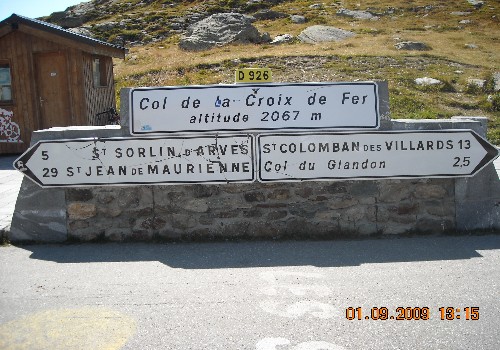 D 926
Col de la Croix de Fer
altitude 2067 m
5 ST SORLIN D'ARVES
29 ST JEAN DE MAURIENNE
ST COLOMBAN DES VILLARDS 13
Col du Glandon 2,5
01.09.2009 13:15